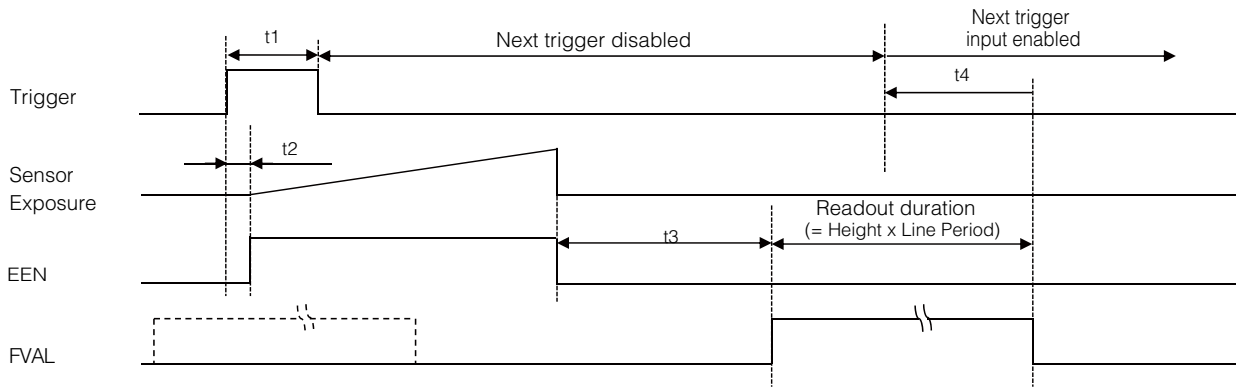 Next trigger
input enabled
t1
Next trigger disabled
t4
Trigger
t2
Sensor
Exposure
Readout duration
(= Height x Line Period)
t3
EEN
FVAL